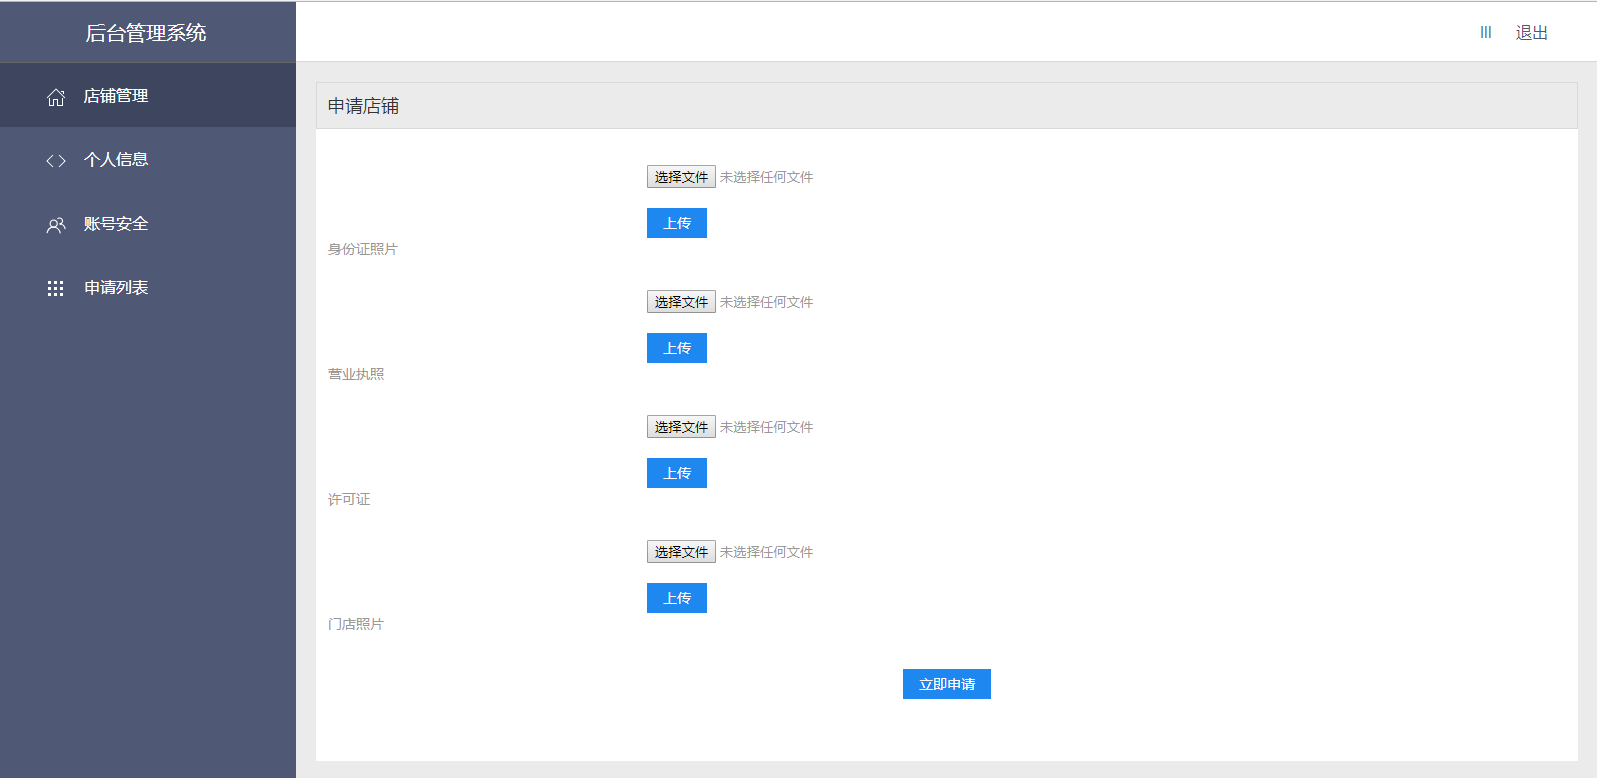 后台管理系统
退出
店铺管理
个人信息
账号安全
申请列表
申请店铺
选择文件 未选择任何文件
上传
身份证照片
选择文件 未选择任何文件
上传
营业执照
选择文件 未选择任何文件
上传
许可证
选择文件 未选择任何文件
上传
门店照片
立即申请